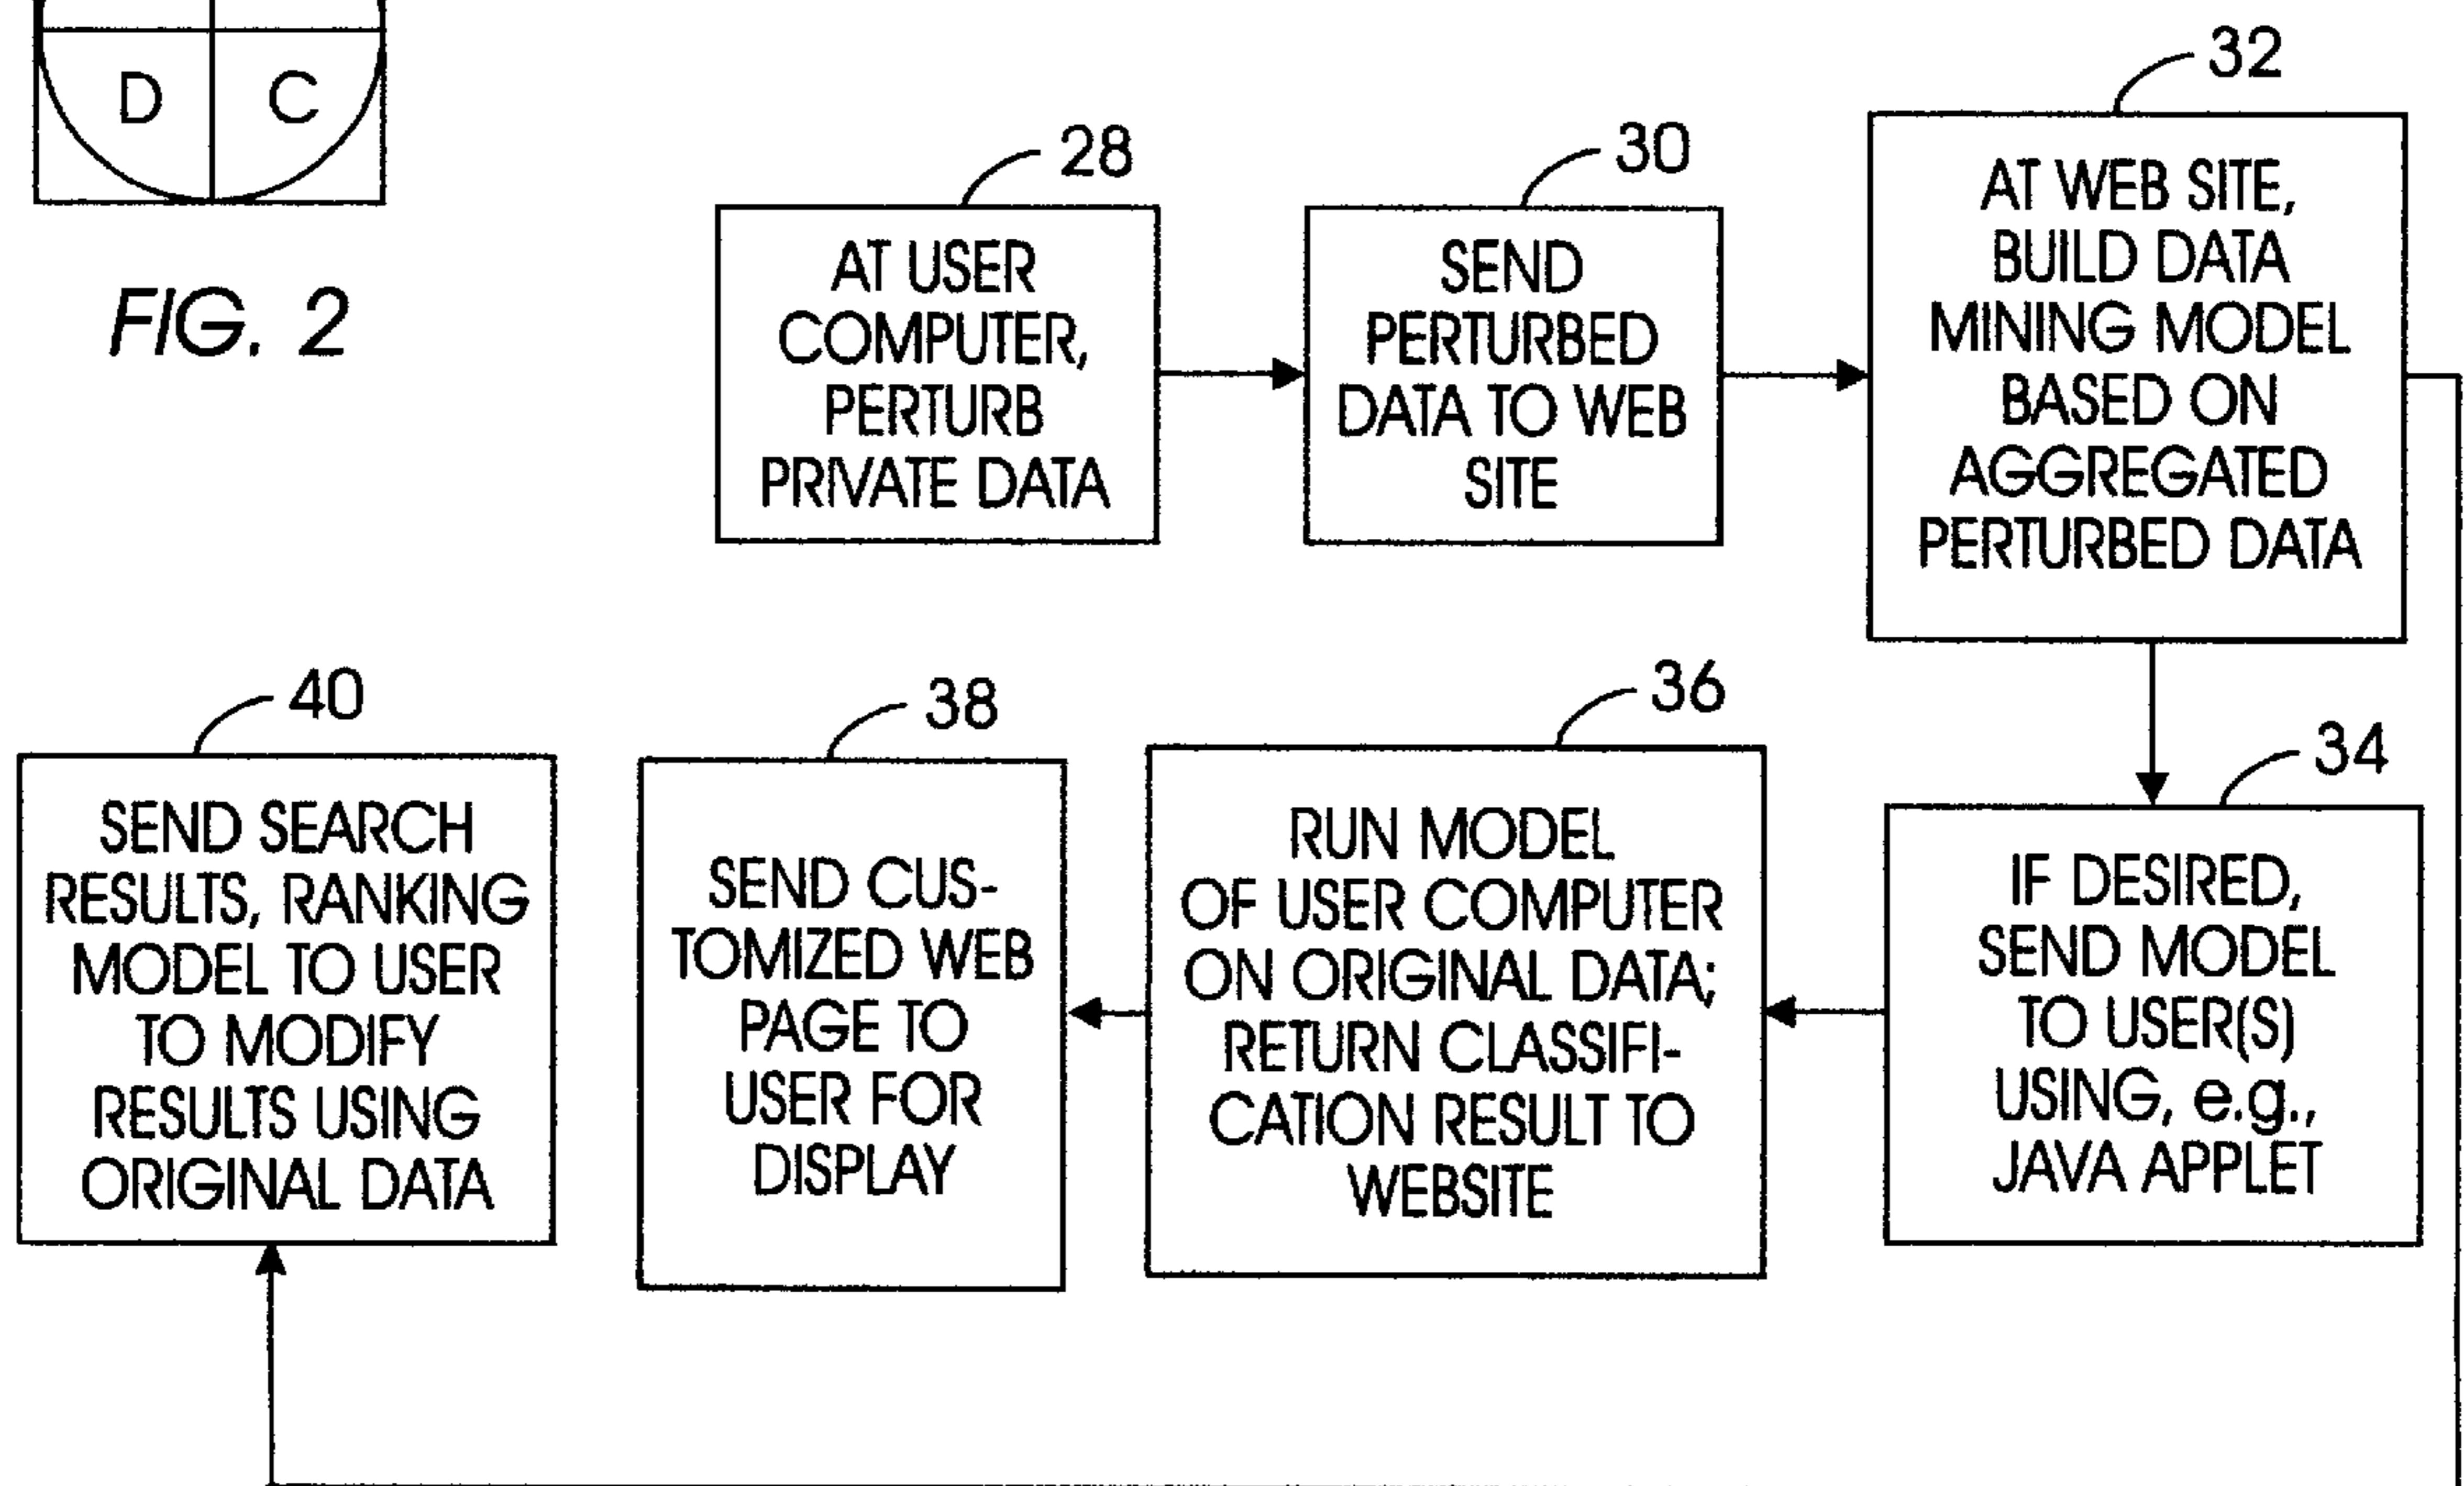 D
C
FIG. 2
28
AT USER
COMPUTER,
PERTURB
PRIVATE DATA
30
SEND
PERTURBED
DATA TO WEB
SITE
32
AT WEB SITE,
BUILD DATA
MINING MODEL
BASED ON
AGGREGATED
PERTURBED DATA
40
SEND SEARCH
RESULTS, RANKING
MODEL TO USER
TO MODIFY
RESULTS USING
ORIGINAL DATA
38
SEND CUS-
TOMIZED WEB
PAGE TO
USER FOR
DISPLAY
36
RUN MODEL
OF USER COMPUTER
ON ORIGINAL DATA;
RETURN CLASSIFI-
CATION RESULT TO
WEBSITE
34
IF DESIRED,
SEND MODEL
TO USER(S)
USING, e.g.,
JAVA APPLET